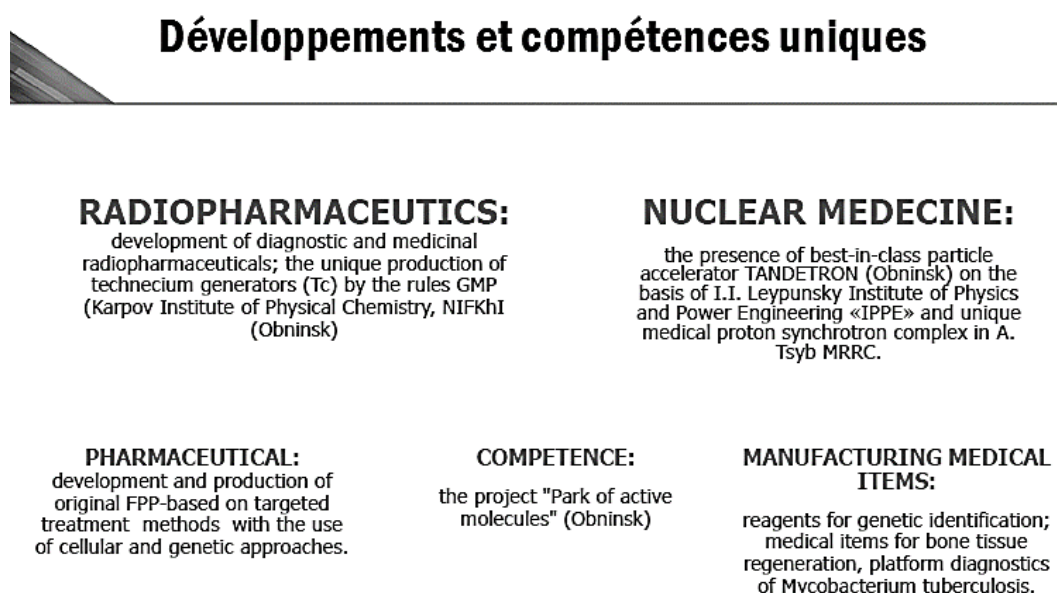 Développements et compétences uniques
RADIOPHARMACEUTICS:
development of diagnostic and medicinal
radiopharmaceuticals; the unique production of
technecium generators (Tc) by the rules GMP
(Karpov Institute of Physical Chemistry, NIFKhI
(Obninsk)
NUCLEAR MEDECINE:
the presence of best-in-class particle
accelerator TANDETRON (Obninsk) on the
basis of I.I. Leypunsky Institute of Physics
and Power Engineering «IPPE» and unique
medical proton synchrotron complex in A.
Tsyb MRRC.
PHARMACEUTICAL:
development and production of
original FPP-based on targeted
treatment methods with the use
of cellular and genetic approaches.
COMPETENCE:
the project "Park of active
molecules" (Obninsk)
MANUFACTURING MEDICAL
ITEMS:
reagents for genetic identification;
medical items for bone tissue
regeneration, platform diagnostics
of Mycobacterium tuberculosis.